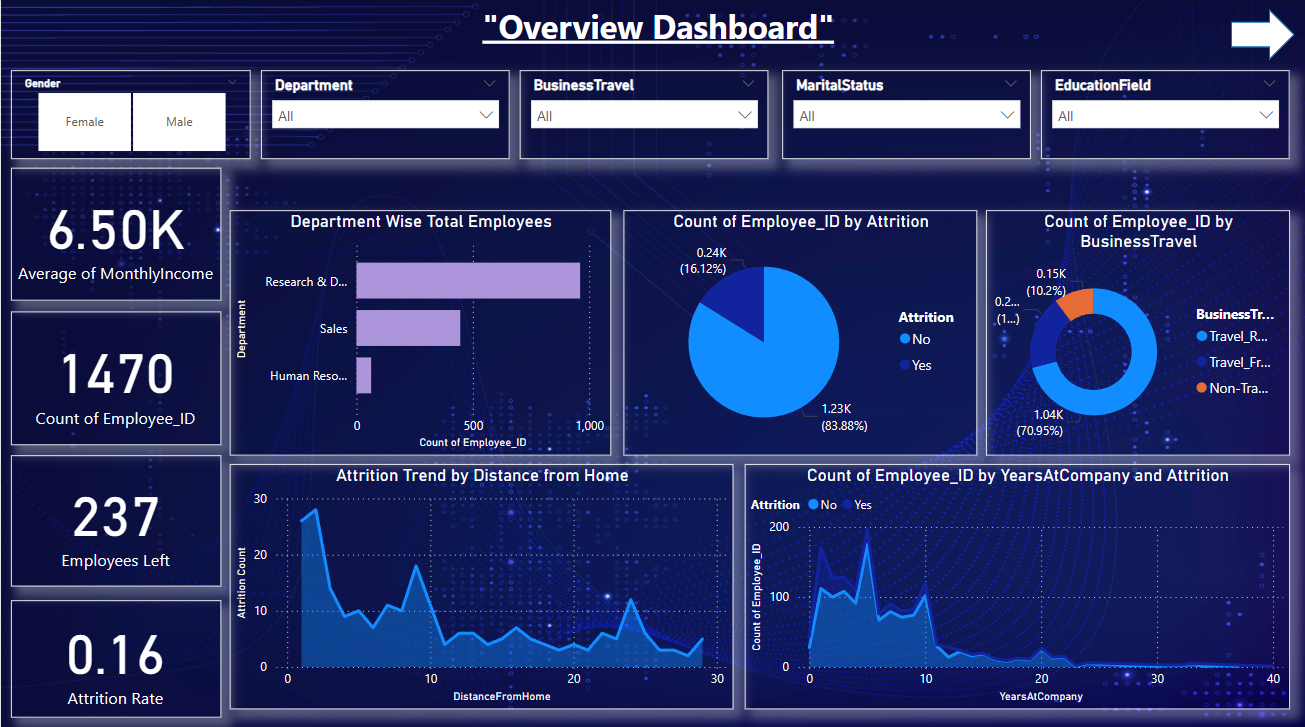 "Overview Dashboard"
Gender
Female
Male
Department
All
BusinessTravel
All
MaritalStatus
All
EducationField
All
6.50K
Average of MonthlyIncome
1470
Count of Employee_ID
237
Employees Left
0.16
Attrition Rate
Department Wise Total Employees
Department
Research & D...
Sales
Human Reso...
0
500
1,000
Count of Employee_ID
Count of Employee_ID by Attrition
0.24K
(16.12%)
1.23K
(83.88%)
Attrition
No
Yes
Count of Employee_ID by
BusinessTravel
0.15K
(10.2%)
0.2...
(1...)
1.04K
(70.95%)
BusinessTr...
Travel_R...
Travel_Fr...
Non-Tra...
Attrition Trend by Distance from Home
Attrition Count
30
20
10
0
0
10
20
30
DistanceFromHome
Count of Employee_ID by YearsAtCompany and Attrition
Attrition No Yes
Count of Employee_ID
200
100
0
0
10
20
30
40
YearsAtCompany